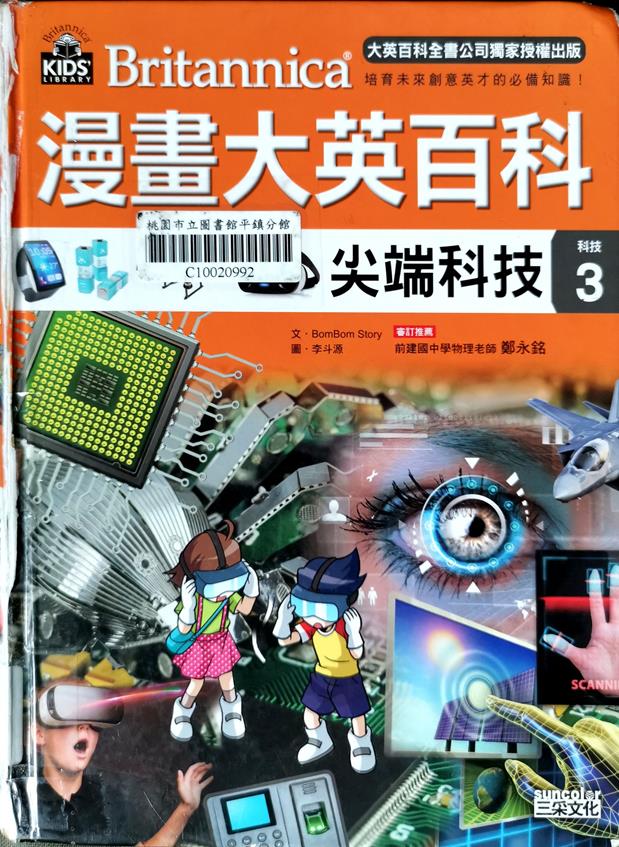 Britannica
KIDS'
LIBRARY
Britannica®
大英百科全書公司獨家授權出版
培育未來創意英才的必備知識！
漫畫大英百科
桃園市立圖書館平鎮分館
C10020992
10:09
尖端科技
科技
3
文・BomBom Story
圖・李斗源
審訂推薦
前建國中學物理老師 鄭永銘
SCANNI
suncolor
三朵文化